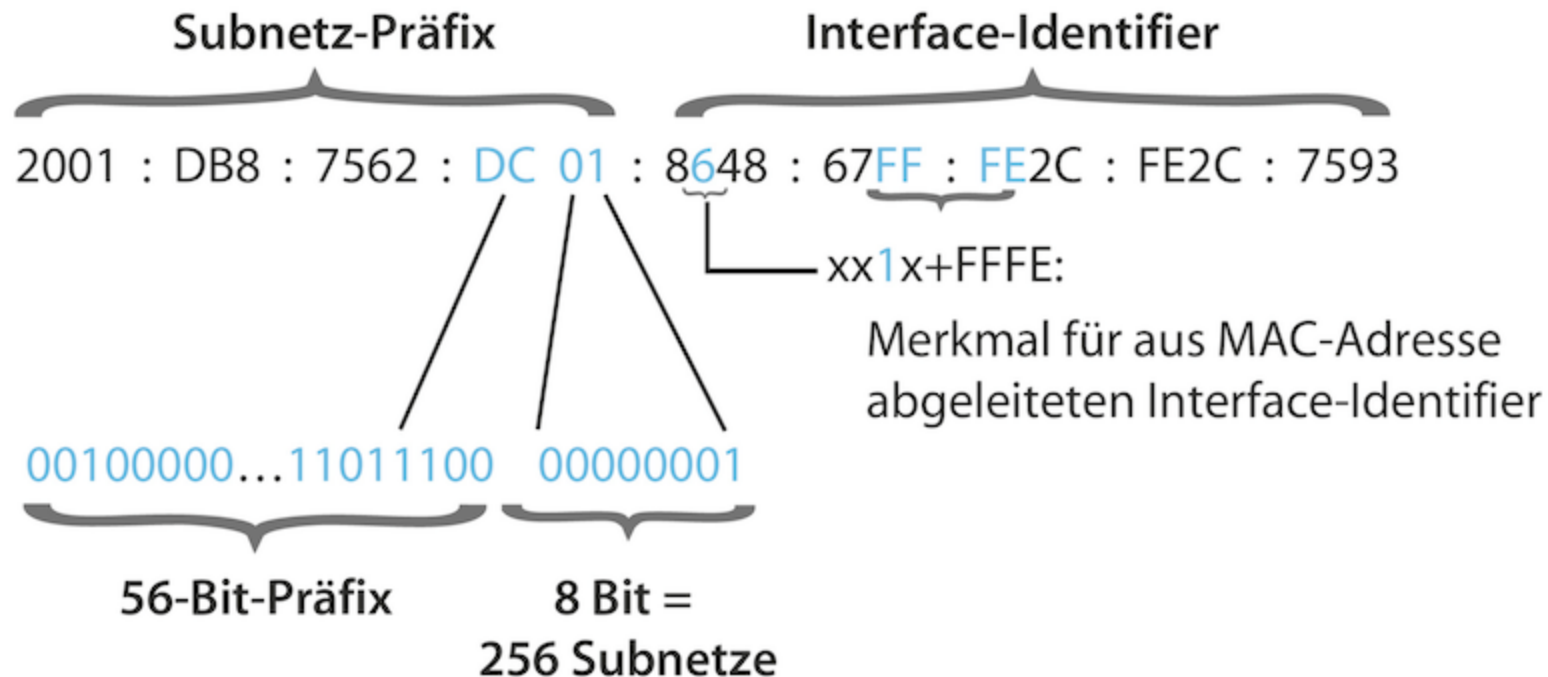 Subnetz-Präfix Interface-Identifier
2001 : DB8 : 7562 : DC 01 : 8648 : 67FF : FE2C : FE2C : 7593
xx1x+FFFE:
Merkmal für aus MAC-Adresse
abgeleiteten Interface-Identifier
00100000...11011100 00000001
56-Bit-Präfix 8 Bit =
256 Subnetze